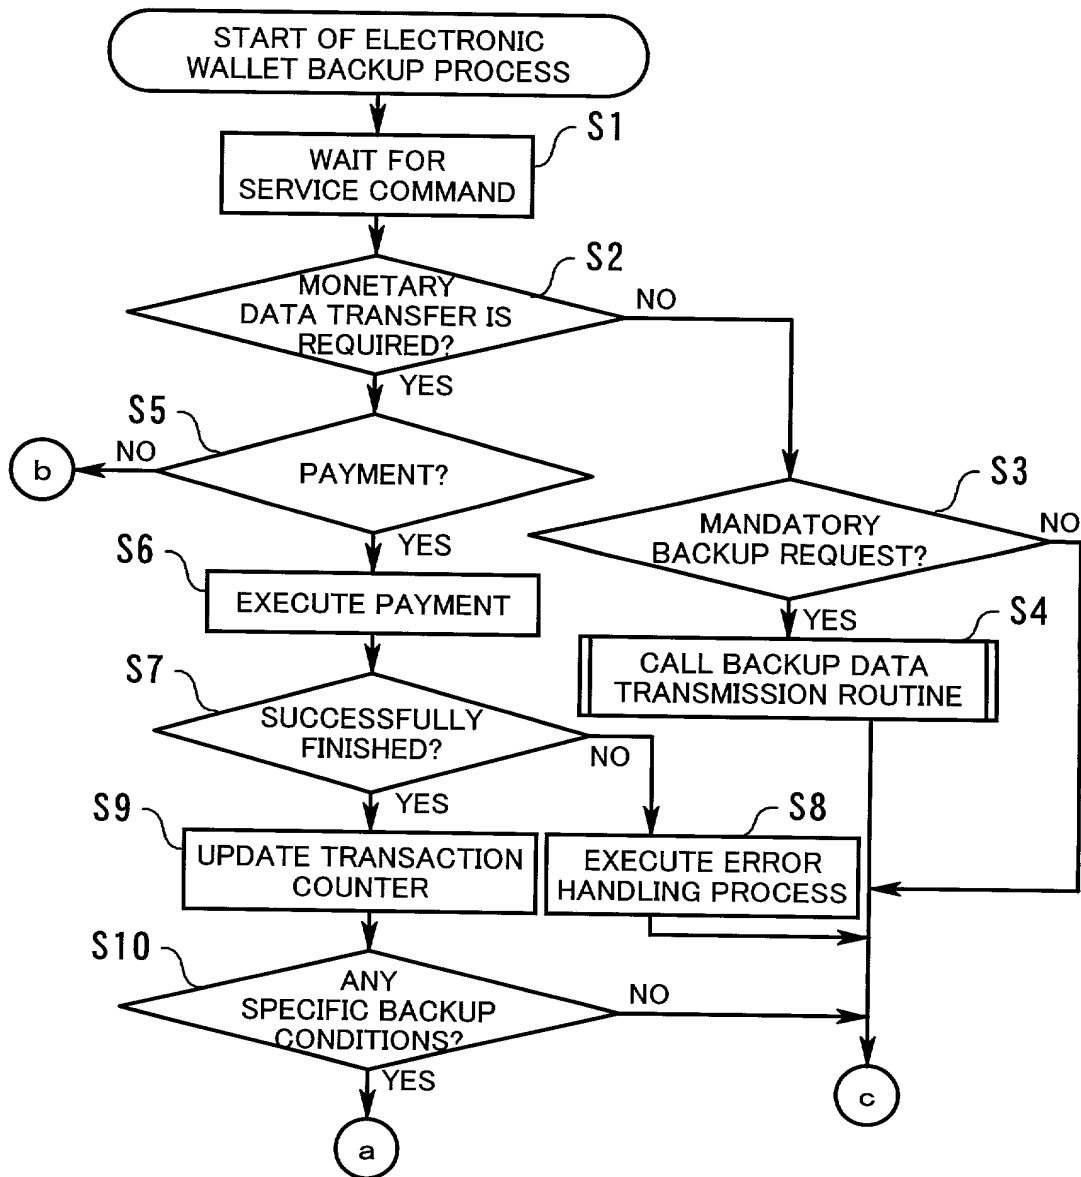 START OF ELECTRONIC
WALLET BACKUP PROCESS
S1
WAIT FOR
SERVICE COMMAND
S2
MONETARY
DATA TRANSFER IS
REQUIRED?
NO
YES
S5
b
NO
PAYMENT?
S3
MANDATORY
BACKUP REQUEST?
NO
YES
S6
EXECUTE PAYMENT
YES
S4
CALL BACKUP DATA
TRANSMISSION ROUTINE
S7
SUCCESSFULLY
FINISHED?
NO
YES
S9
UPDATE TRANSACTION
COUNTER
S8
EXECUTE ERROR
HANDLING PROCESS
S10
ANY
SPECIFIC BACKUP
CONDITIONS?
NO
YES
c
a